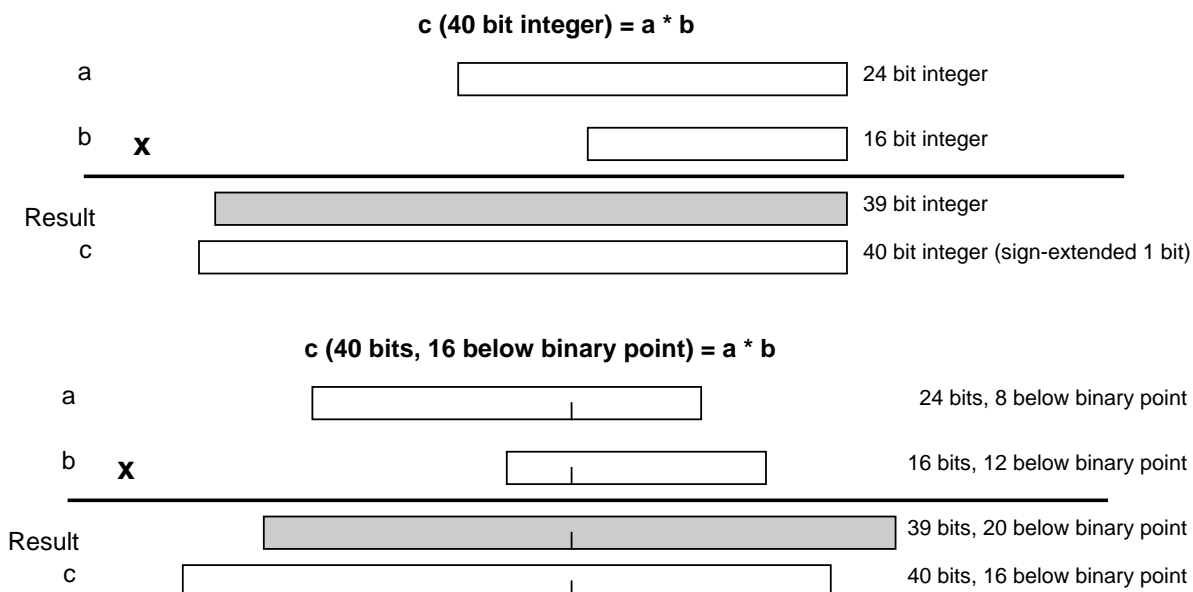 c (40 bit integer) = a * b
a 24 bit integer
b x 16 bit integer
Result 39 bit integer
c 40 bit integer (sign-extended 1 bit)
c (40 bits, 16 below binary point) = a * b
a 24 bits, 8 below binary point
b x 16 bits, 12 below binary point
Result 39 bits, 20 below binary point
c 40 bits, 16 below binary point